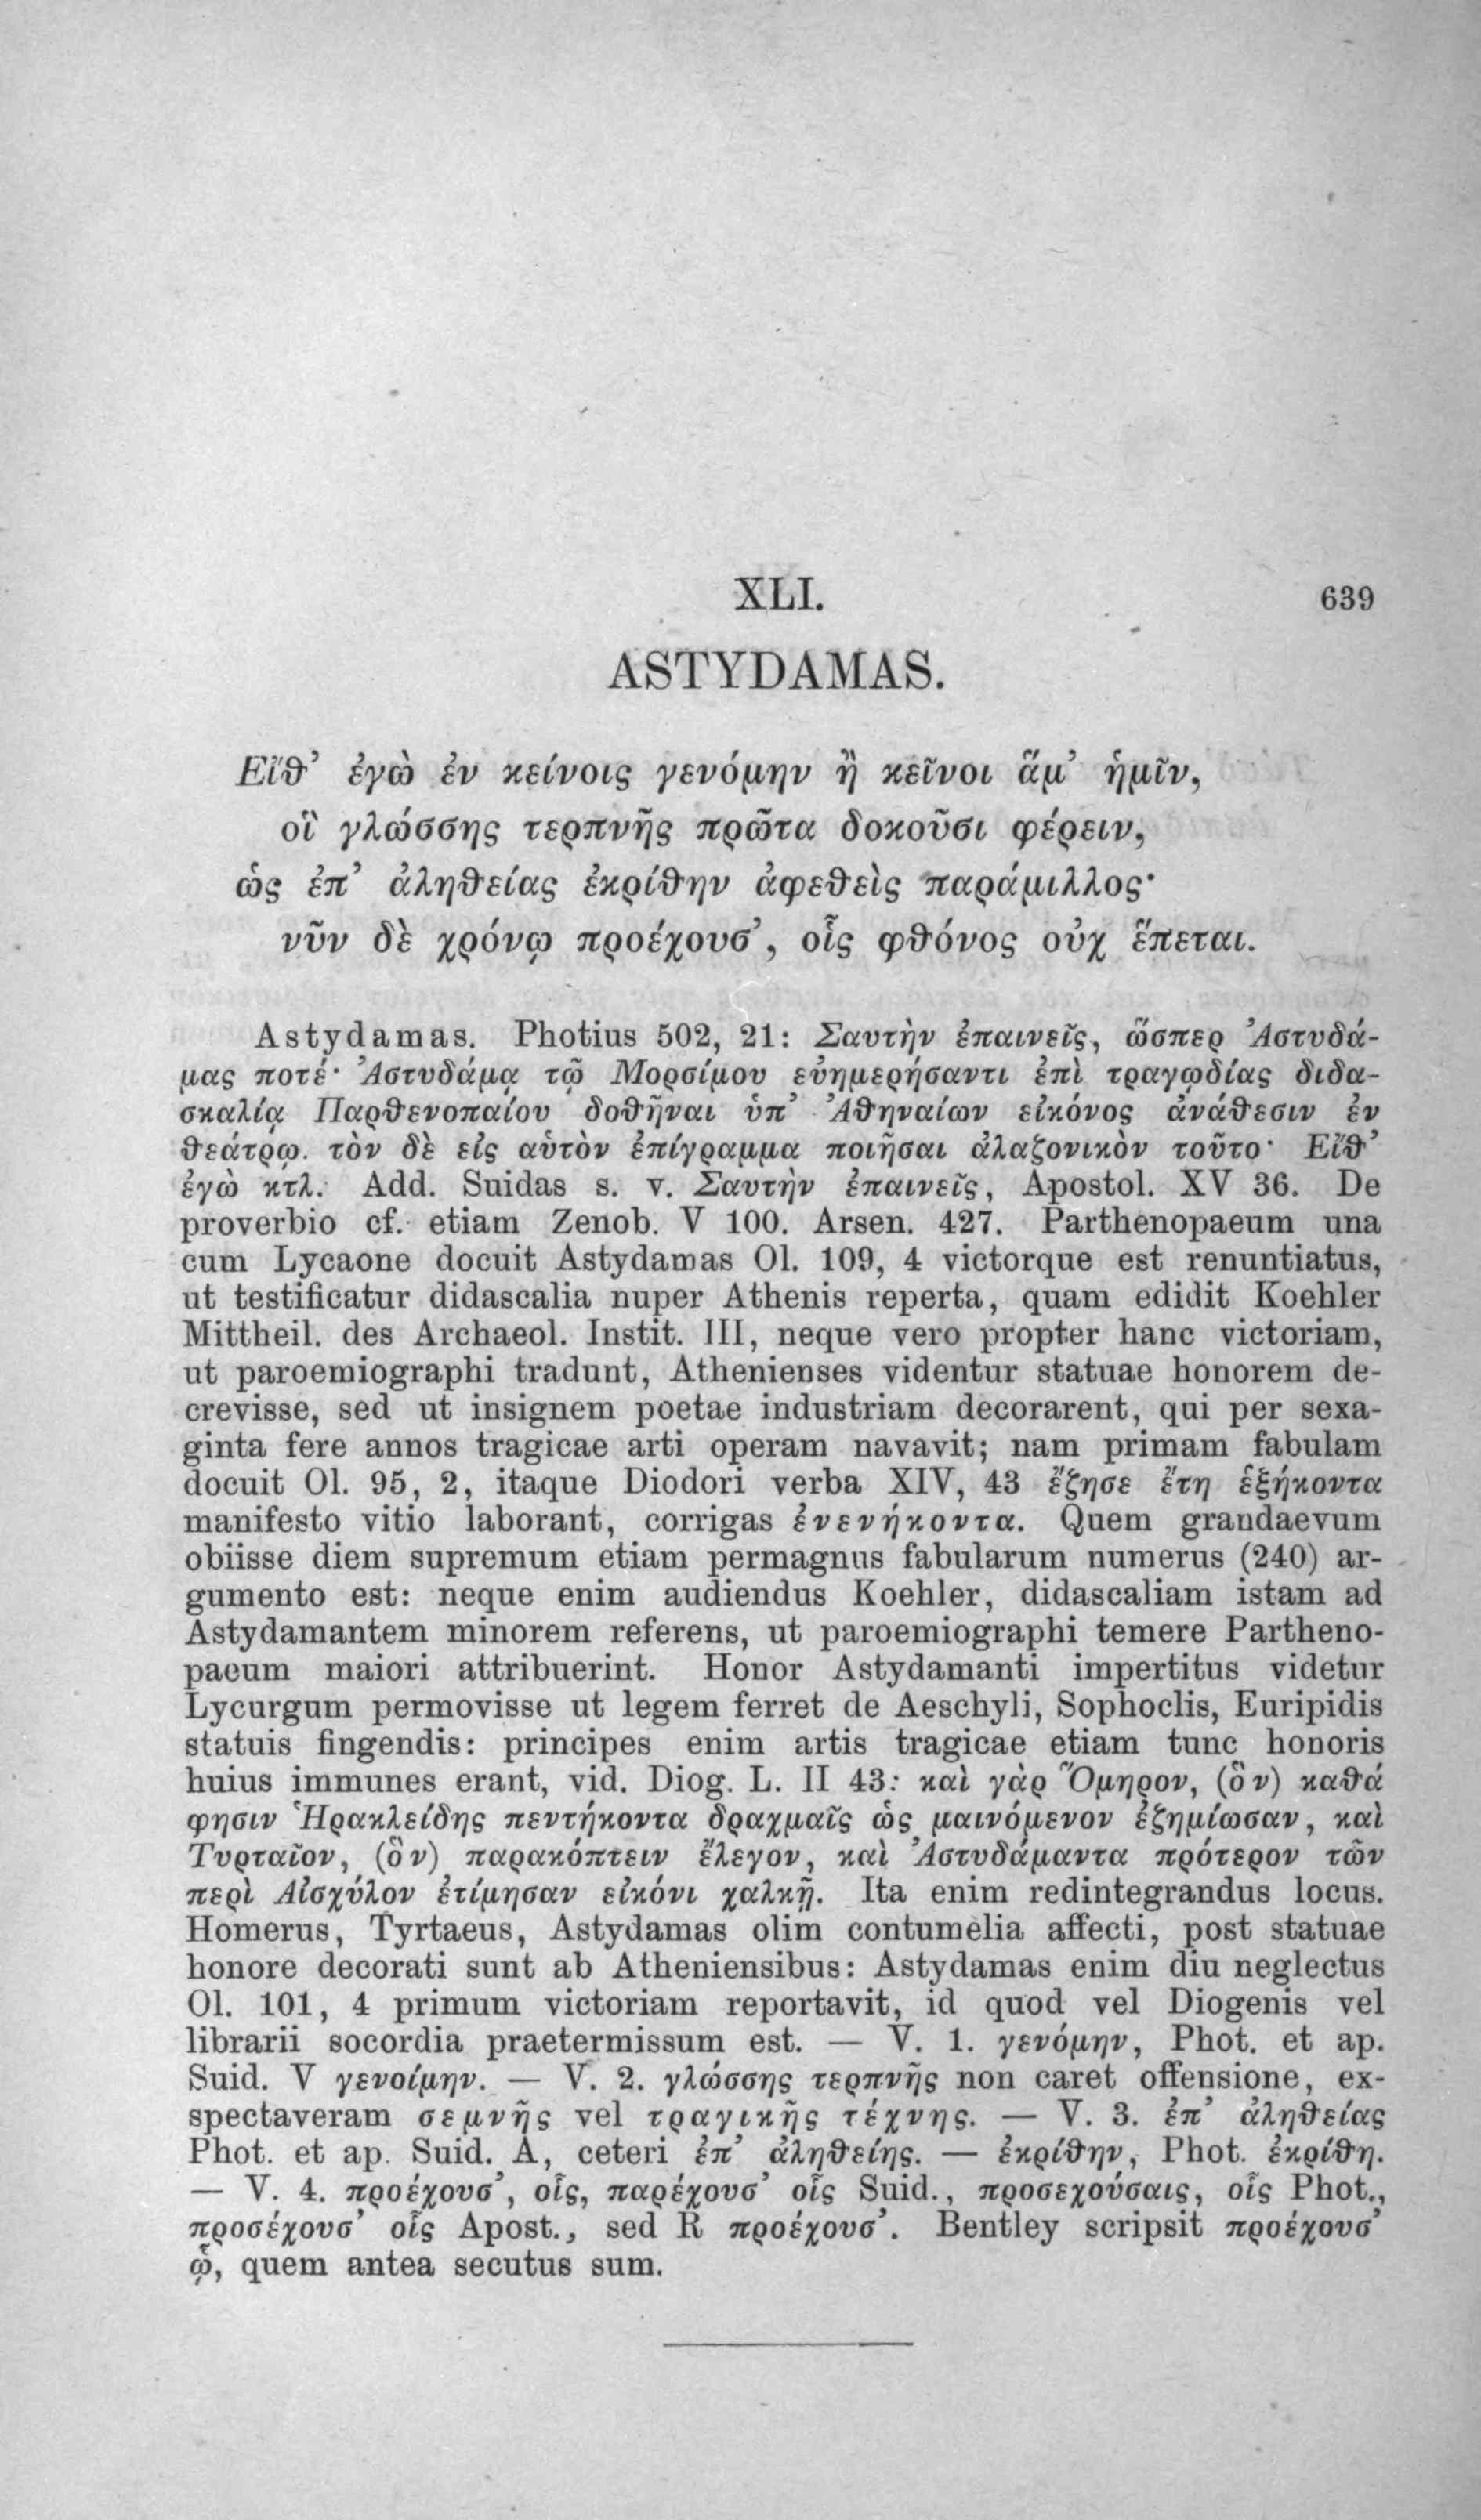 XLI. 639
ASTYDAMAS.
Εἴθ’ ἐγὼ ἐν κείνοις γενόμην ἢ κεῖνοι ἅμ’ ἡμῖν,
οἳ γλώσσης τερπνῆς πρῶτα δοκοῦσι φέρειν,
ὡς ἐπ’ ἀληθείας ἐκρίθην ἀφεθεὶς παράμιλλος·
νῦν δὲ χρόνῳ προέχουσ’, οἷς φθόνος οὐχ ἕπεται.
Astydamas. Photius 502, 21: Σαυτὴν ἐπαινεῖς, ὥσπερ Ἀστυδά-
μας ποτέ· Ἀστυδάμᾳ τῷ Μορσίμου εὐημερήσαντι ἐπὶ τραγῳδίας διδα-
σκαλίᾳ Παρθενοπαίου δοθῆναι ὑπ’ Ἀθηναίων εἰκόνος ἀνάθεσιν ἐν
θεάτρῳ. τὸν δὲ εἰς αὑτὸν ἐπίγραμμα ποιῆσαι ἀλαζονικὸν τοῦτο· Εἴθ’
ἐγὼ κτλ. Add. Suidas s. v. Σαυτὴν ἐπαινεῖς, Apostol. XV 36. De
proverbio cf. etiam Zenob. V 100. Arsen. 427. Parthenopaeum una
cum Lycaone docuit Astydamas Ol. 109, 4 victorque est renuntiatus,
ut testificatur didascalia nuper Athenis reperta, quam edidit Koehler
Mittheil. des Archaeol. Instit. III, neque vero propter hanc victoriam,
ut paroemiographi tradunt, Athenienses videntur statuae honorem de-
crevisse, sed ut insignem poetae industriam decorarent, qui per sexa-
ginta fere annos tragicae arti operam navavit; nam primam fabulam
docuit Ol. 95, 2, itaque Diodori verba XIV, 43 ἔζησε ἔτη ἑξήκοντα
manifesto vitio laborant, corrigas ἐνενήκοντα. Quem grandaevum
obiisse diem supremum etiam permagnus fabularum numerus (240) ar-
gumento est: neque enim audiendus Koehler, didascaliam istam ad
Astydamantem minorem referens, ut paroemiographi temere Partheno-
paeum maiori attribuerint. Honor Astydamanti impertitus videtur
Lycurgum permovisse ut legem ferret de Aeschyli, Sophoclis, Euripidis
statuis fingendis: principes enim artis tragicae etiam tunc honoris
huius immunes erant, vid. Diog. L. II 43: καὶ γὰρ Ὅμηρον, (ὃν) καθά
φησιν Ἡρακλείδης πεντήκοντα δραχμαῖς ὡς μαινόμενον ἐζημίωσαν, καὶ
Τυρταῖον, (ὃν) παρακόπτειν ἔλεγον, καὶ Ἀστυδάμαντα πρότερον τῶν
περὶ Αἰσχύλον ἐτίμησαν εἰκόνι χαλκῇ. Ita enim redintegrandus locus.
Homerus, Tyrtaeus, Astydamas olim contumelia affecti, post statuae
honore decorati sunt ab Atheniensibus: Astydamas enim diu neglectus
Ol. 101, 4 primum victoriam reportavit, id quod vel Diogenis vel
librarii socordia praetermissum est. — V. 1. γενόμην, Phot. et ap.
Suid. V γενοίμην. — V. 2. γλώσσης τερπνῆς non caret offensione, ex-
spectaveram σεμνῆς vel τραγικῆς τέχνης. — V. 3. ἐπ’ ἀληθείας
Phot. et ap. Suid. A, ceteri ἐπ’ ἀληθείης. — ἐκρίθην, Phot. ἐκρίθη.
— V. 4. προέχουσ’, οἷς, παρέχουσ’ οἷς Suid., προσεχούσαις, οἷς Phot.,
προσέχουσ’ οἷς Apost., sed R προέχουσ’. Bentley scripsit προέχουσ’
ᾧ, quem antea secutus sum.